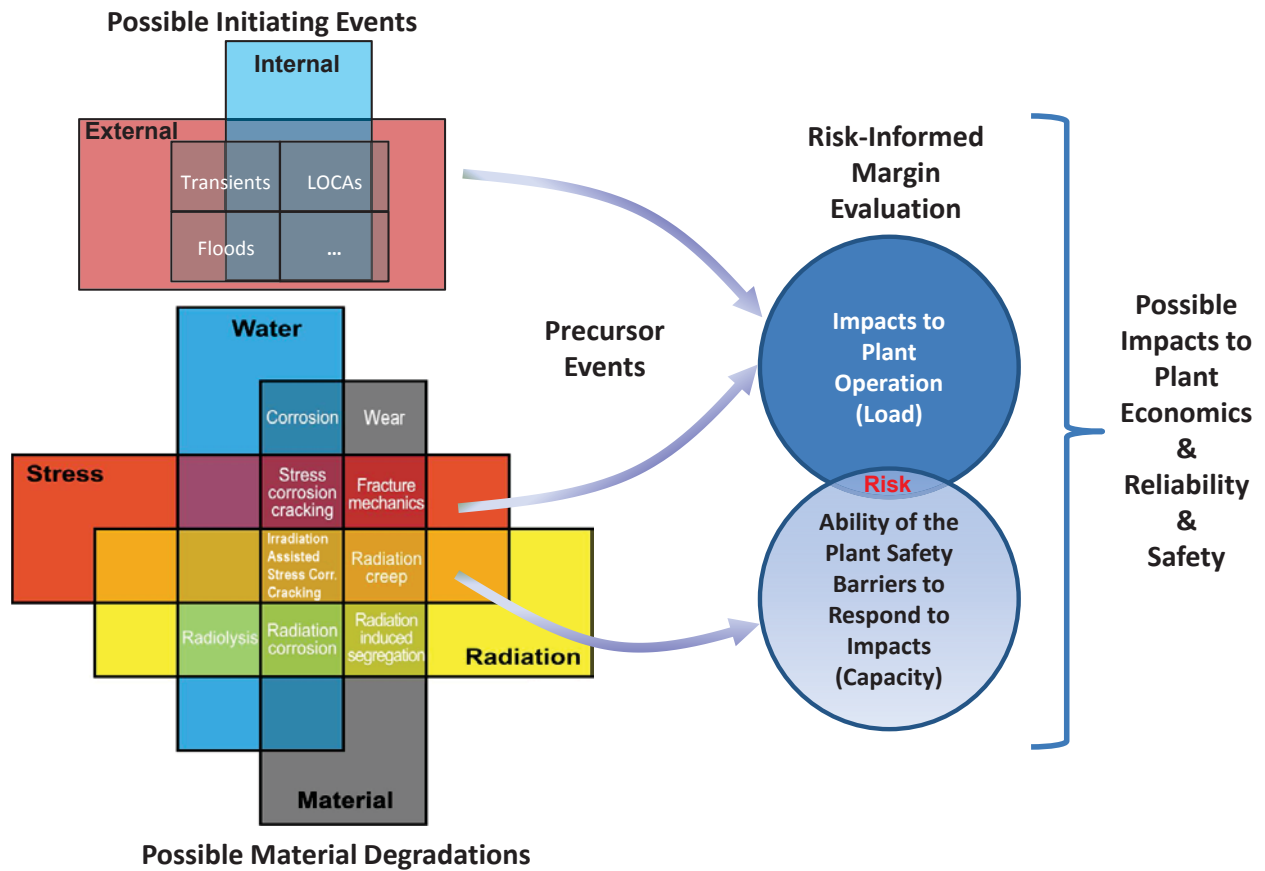 Possible Initiating Events
Internal
External
Transients
LOCAs
Floods
...
Water
Corrosion
Wear
Stress
Stress
corrosion
cracking
Fracture
mechanics
Irradiation
Assisted
Stress Corr.
Cracking
Radiation
creep
Radiolysis
Radiation
corrosion
Radiation
induced
segregation
Radiation
Material
Possible Material Degradations
Precursor
Events
Risk-Informed
Margin
Evaluation
Impacts to
Plant
Operation
(Load)
Risk
Ability of the
Plant Safety
Barriers to
Respond to
Impacts
(Capacity)
Possible
Impacts to
Plant
Economics
&
Reliability
&
Safety